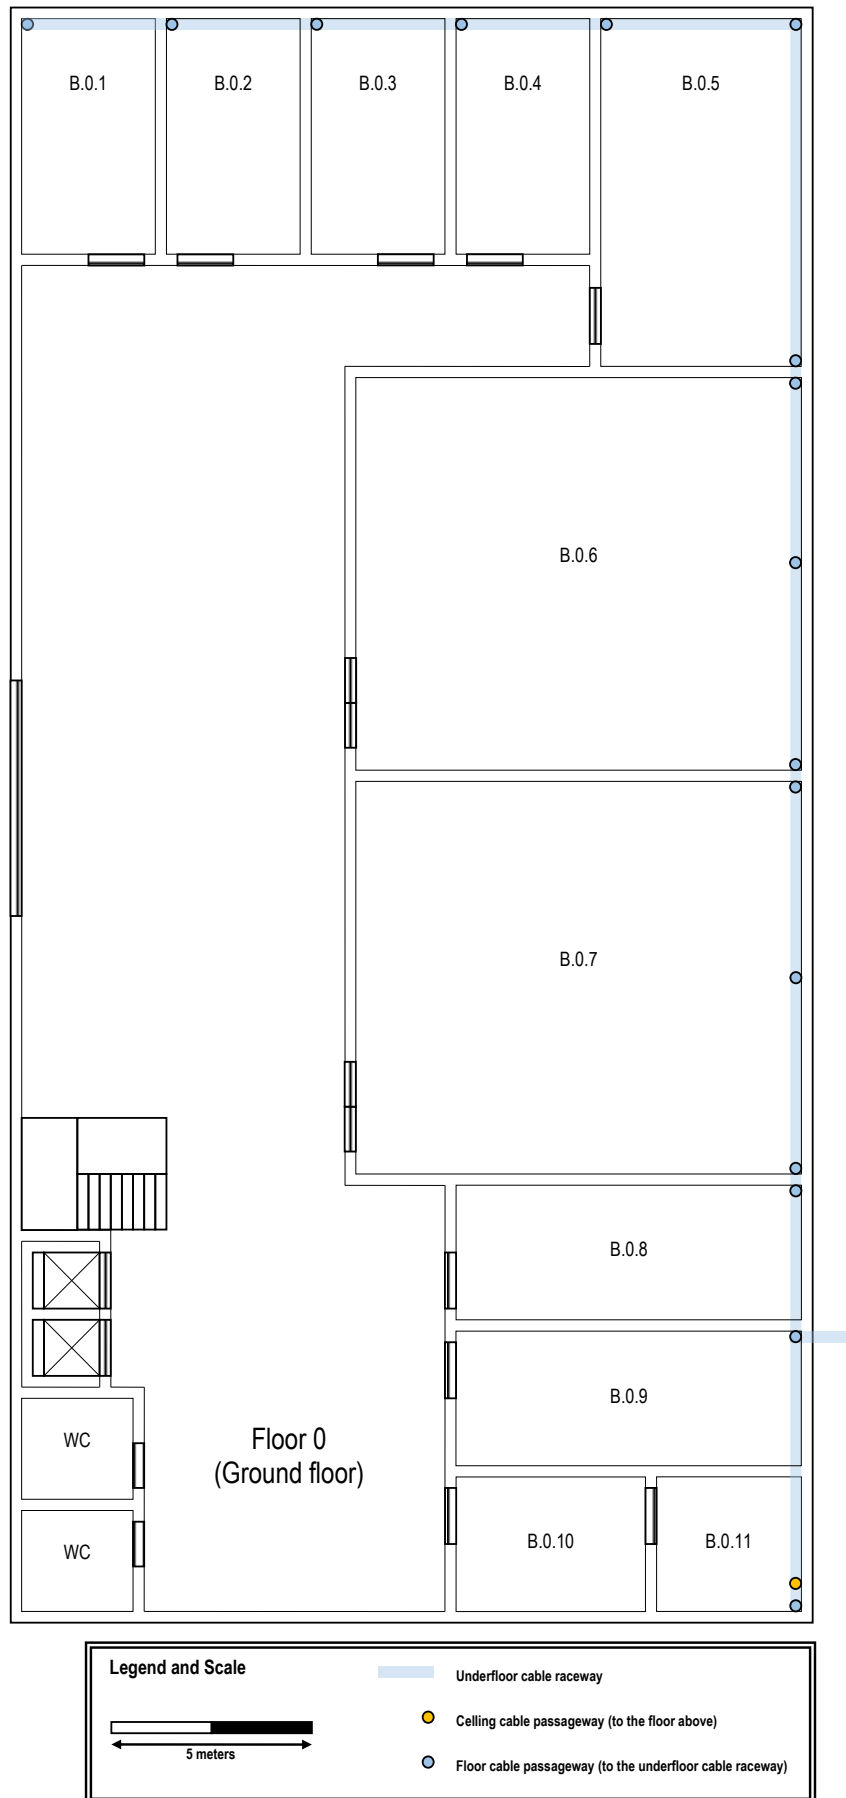 B.0.1
B.0.2
B.0.3
B.0.4
B.0.5
B.0.6
B.0.7
B.0.8
B.0.9
WC
Floor 0
(Ground floor)
B.0.10
B.0.11
WC
Legend and Scale
5 meters
Underfloor cable raceway
Celling cable passageway (to the floor above)
Floor cable passageway (to the underfloor cable raceway)